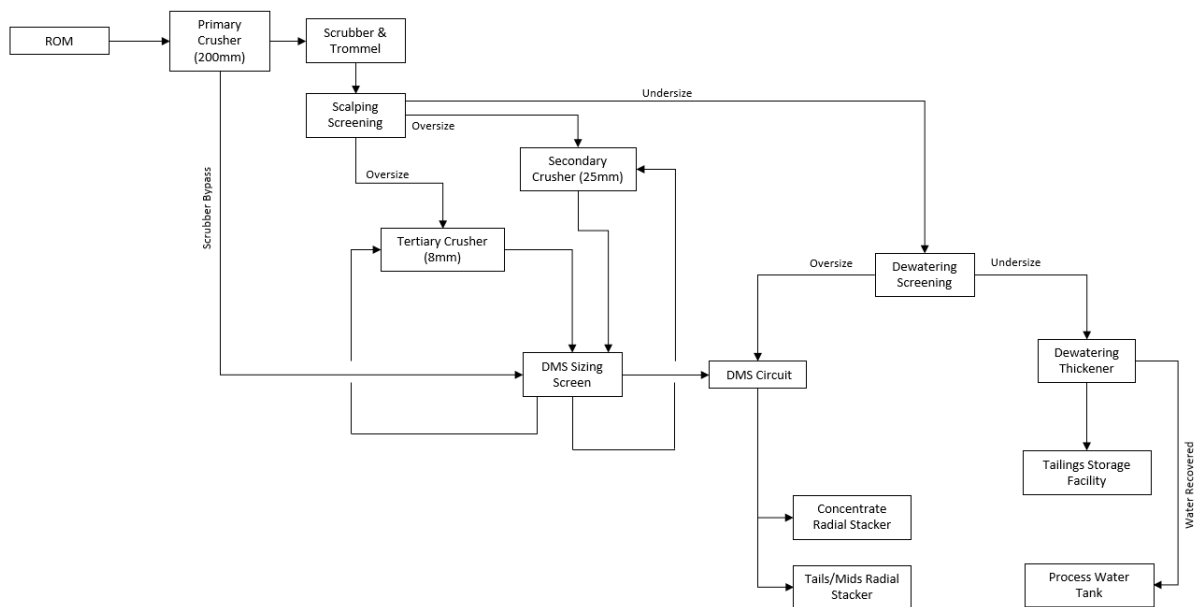 ROM
Primary
Crusher
(200mm)
Scrubber &
Trommel
Scalping
Screening
Undersize
Oversize
Oversize
Secondary
Crusher (25mm)
Scrubber Bypass
Tertiary Crusher
(8mm)
Oversize
Dewatering
Screening
Undersize
DMS Sizing
Screen
DMS Circuit
Dewatering
Thickener
Tailings Storage
Facility
Water Recovered
Concentrate
Radial Stacker
Tails/Mids Radial
Stacker
Process Water
Tank